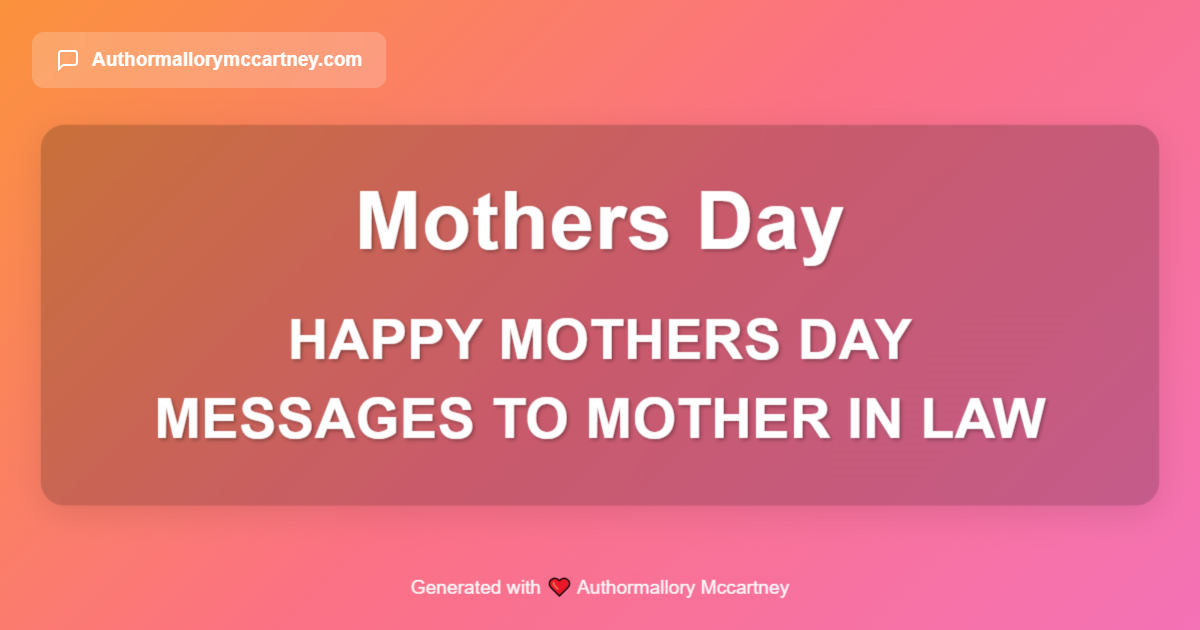 Authormallorymccartney.com
Mothers Day
HAPPY MOTHERS DAY
MESSAGES TO MOTHER IN LAW
Generated with ❤️ Authormallory Mccartney